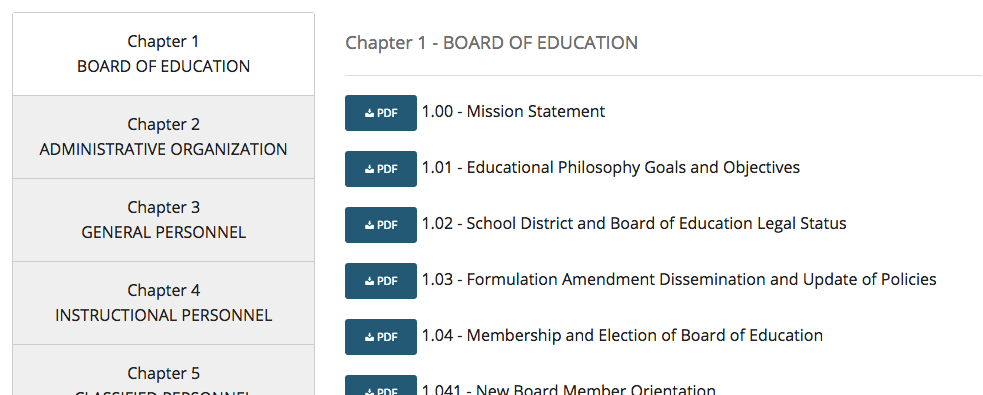 Chapter 1
BOARD OF EDUCATION
Chapter 2
ADMINISTRATIVE ORGANIZATION
Chapter 3
GENERAL PERSONNEL
Chapter 4
INSTRUCTIONAL PERSONNEL
Chapter 5
CLASSIFIED PERSONNEL
Chapter 1 - BOARD OF EDUCATION
PDF 1.00 - Mission Statement
PDF 1.01 - Educational Philosophy Goals and Objectives
PDF 1.02 - School District and Board of Education Legal Status
PDF 1.03 - Formulation Amendment Dissemination and Update of Policies
PDF 1.04 - Membership and Election of Board of Education
PDF 1.041 - New Board Member Orientation